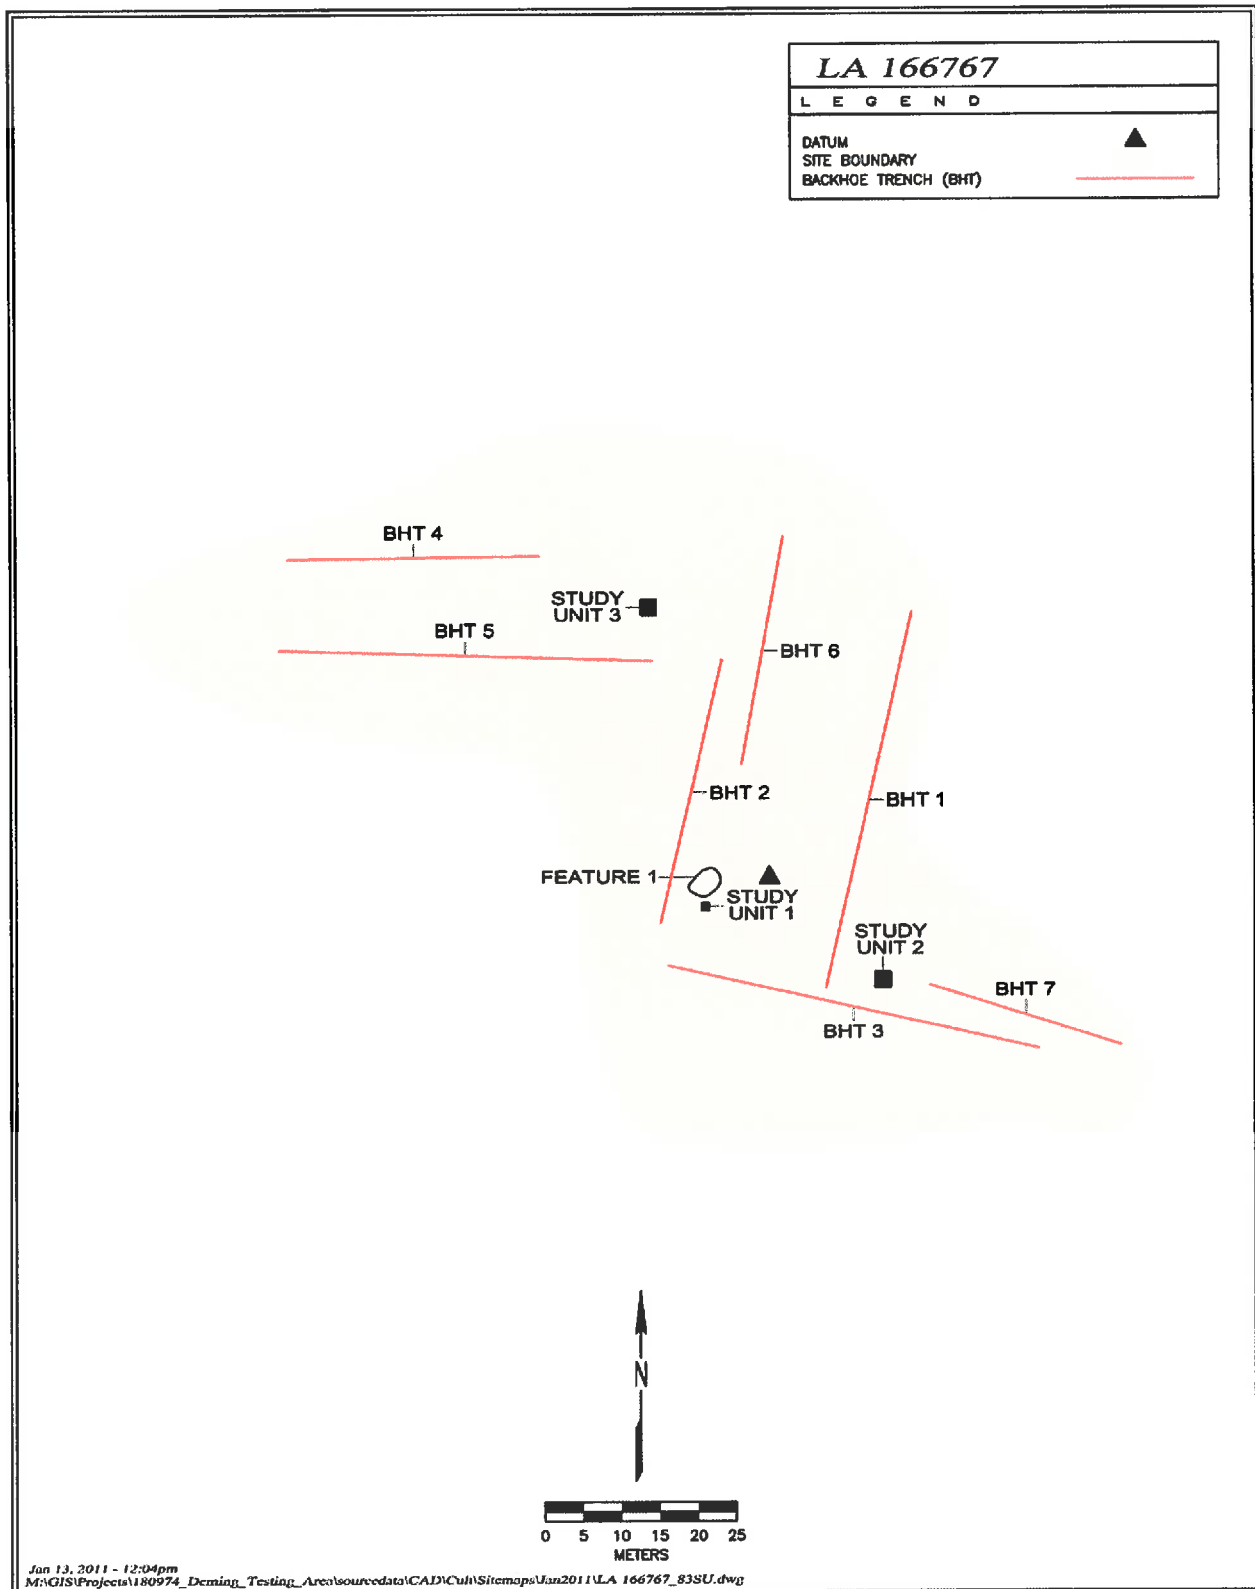 LA 166767
LEGEND
DATUM
SITE BOUNDARY
BACKHOE TRENCH (BHT)
BHT 4
STUDY
UNIT 3
BHT 5
BHT 6
BHT 2
BHT 1
FEATURE 1
STUDY
UNIT 1
STUDY
UNIT 2
BHT 7
BHT 3
N
0 5 10 15 20 25
METERS
Jan 13, 2011 - 12:04pm
M:\GIS\Projects\180974_Deming_Testing_Area\sourcedata\CAD\Cult\Sitemaps\Jan2011\LA 166767_83SU.dwg